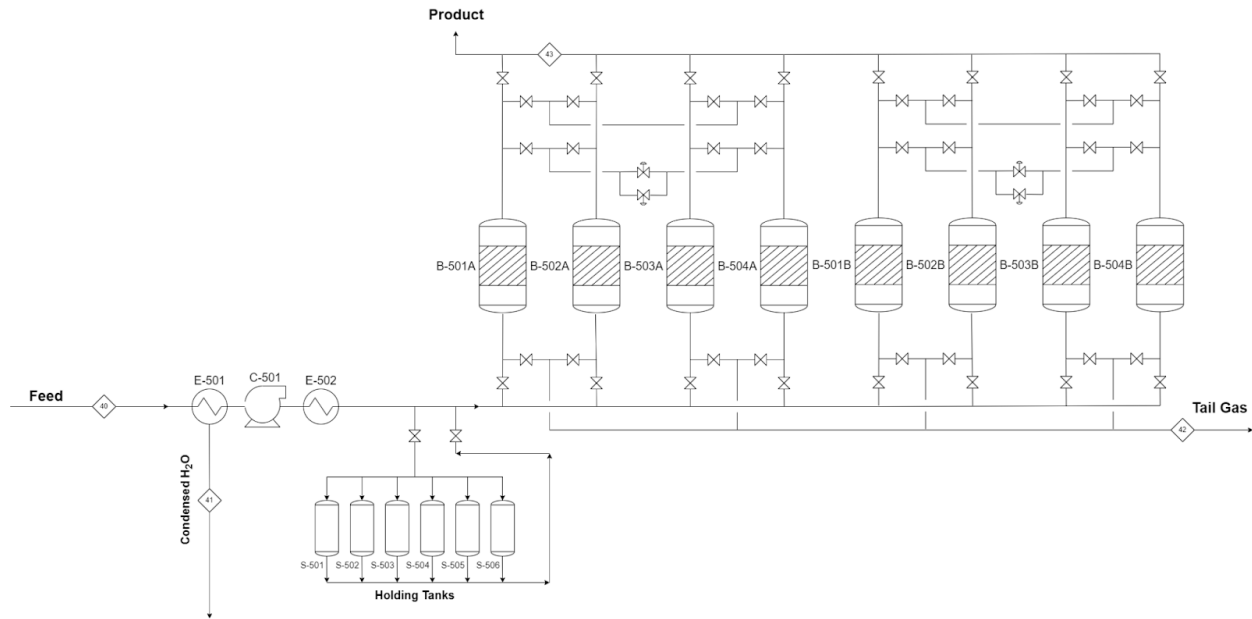 Product
43
B-501A
B-502A
B-503A
B-504A
B-501B
B-502B
B-503B
B-504B
E-501
C-501
E-502
Feed
40
Tail Gas
42
Condensed H₂O
41
S-501
S-502
S-503
S-504
S-505
S-506
Holding Tanks